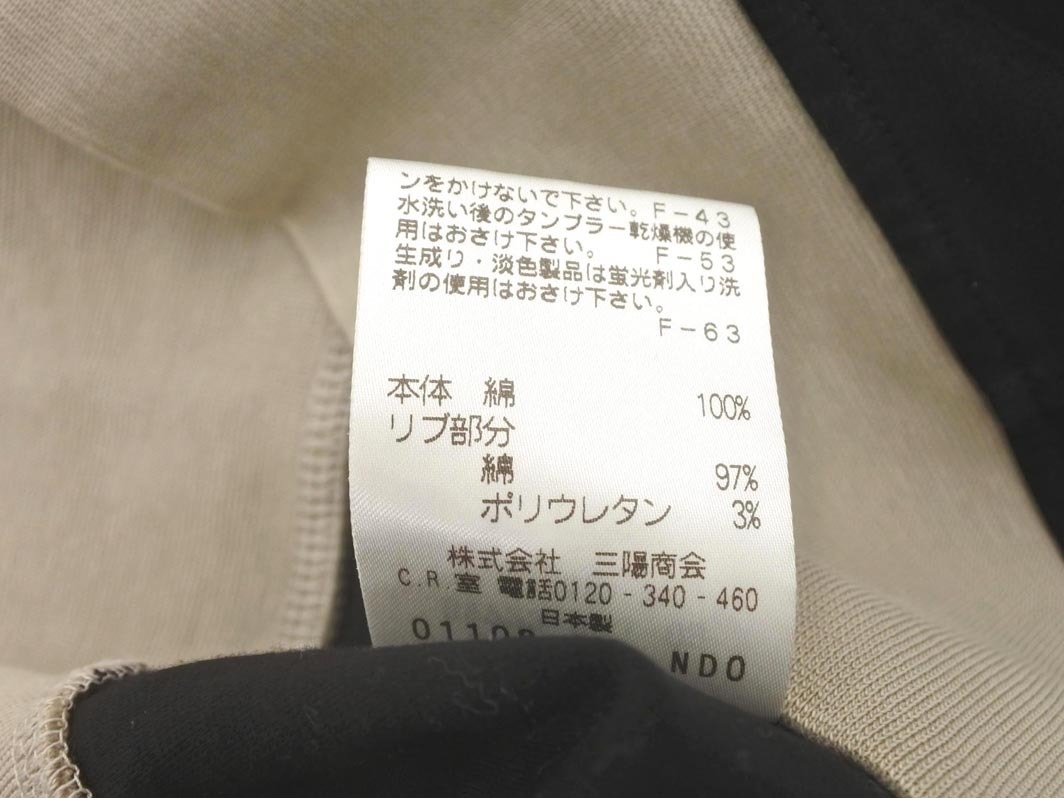 ンをかけないで下さい。F-43
水洗い後のタンブラー乾燥機の使
用はおさけ下さい。 F-53
生成り・淡色製品は蛍光剤入り洗
剤の使用はおさけ下さい。
F-63
本体 綿 100%
リブ部分
綿 97%
ポリウレタン 3%
株式会社 三陽商会
C.R.室 電話0120-340-460
日本製
NDO